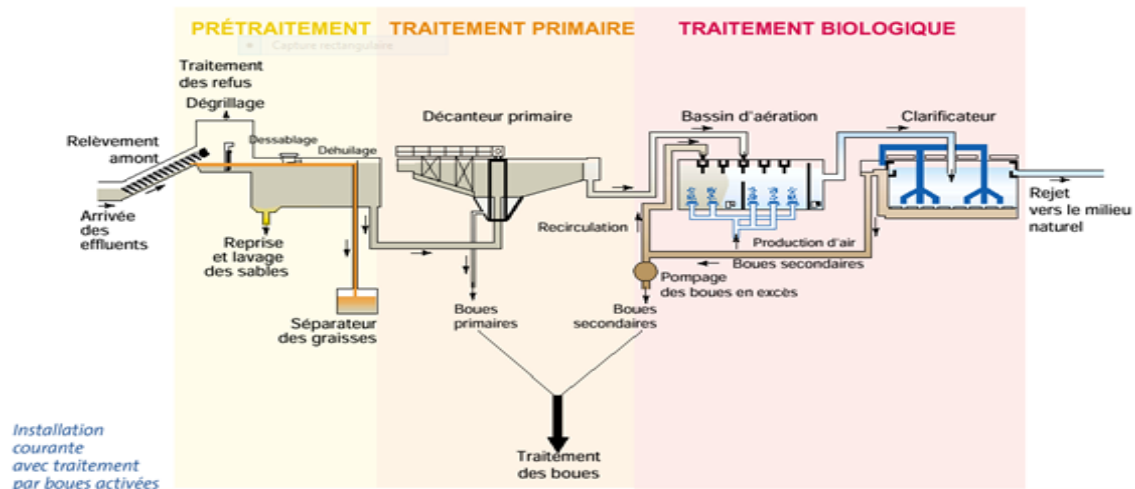 PRÉTRAITEMENT
TRAITEMENT PRIMAIRE
TRAITEMENT BIOLOGIQUE
Capture rectangulaire
Traitement
des refus
Dégrillage
Relèvement
amont
Dessablage
Déhuilage
Arrivée
des
effluents
Reprise
et lavage
des sables
Séparateur
des graisses
Décanteur primaire
Boues
primaires
Bassin d'aération
Clarificateur
Recirculation
Production d'air
Boues secondaires
Pompage
des boues en excès
Boues
secondaires
Rejet
vers le milieu
naturel
Traitement
des boues
Installation
courante
avec traitement
par boues activées